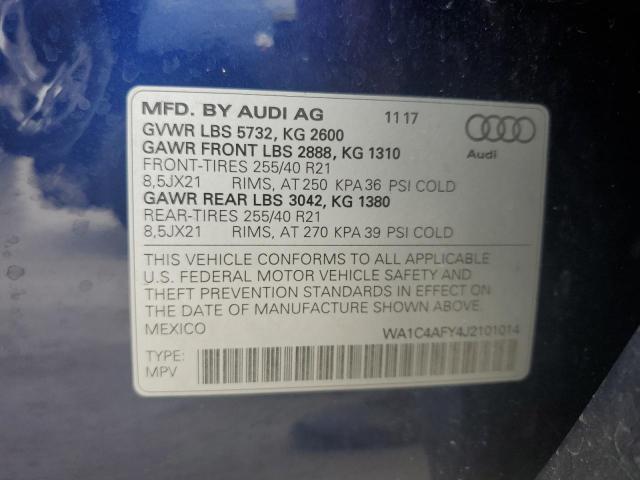 MFD. BY AUDI AG 11 17
GVWR LBS 5732, KG 2600
GAWR FRONT LBS 2888, KG 1310
FRONT-TIRES 255/40 R21
8,5JX21 RIMS, AT 250 KPA 36 PSI COLD
GAWR REAR LBS 3042, KG 1380
REAR-TIRES 255/40 R21
8,5JX21 RIMS, AT 270 KPA 39 PSI COLD
Audi
THIS VEHICLE CONFORMS TO ALL APPLICABLE
U.S. FEDERAL MOTOR VEHICLE SAFETY AND
THEFT PREVENTION STANDARDS IN EFFECT ON
THE DATE OF MANUFACTURE SHOWN ABOVE.
MEXICO WA1C4AFY4J2101014
TYPE:
MPV